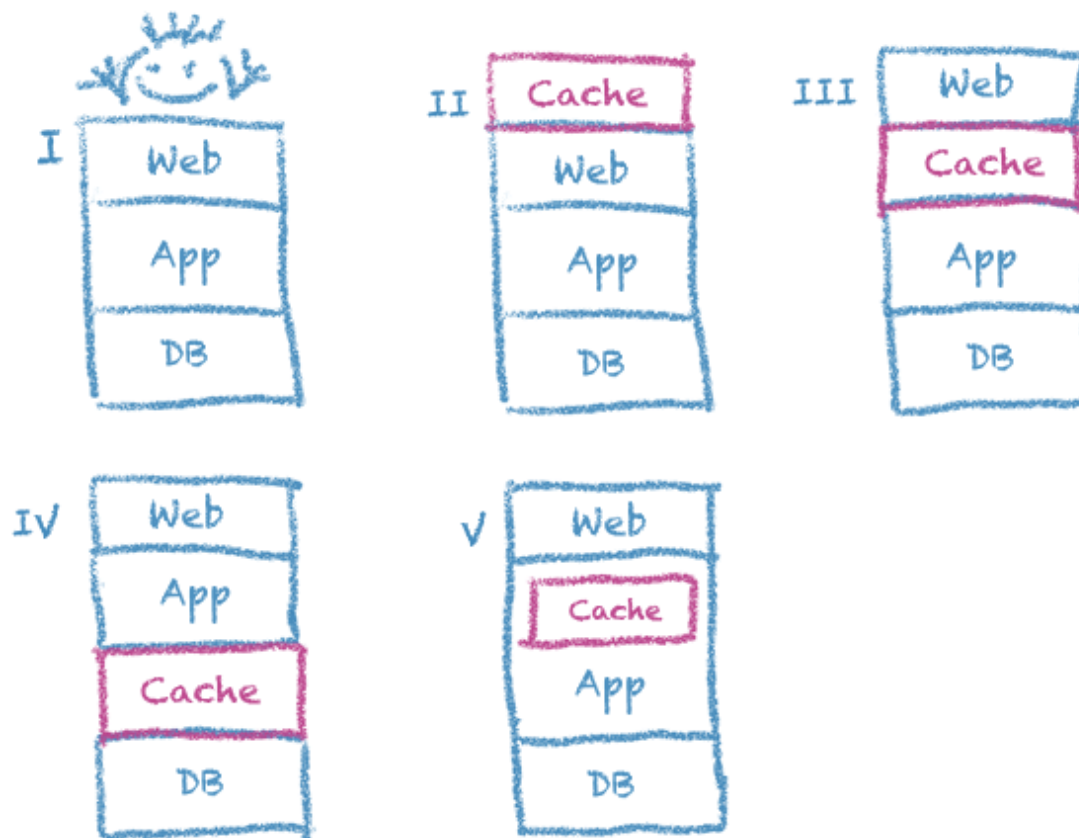 I
Web
App
DB
II
Cache
Web
App
DB
III
Web
Cache
App
DB
IV
Web
App
Cache
DB
V
Web
Cache
App
DB